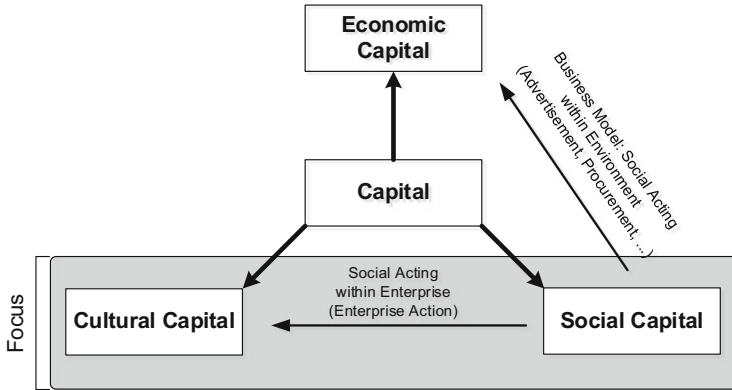 Economic
Capital
Business Model: Social Acting
within Environment
(Advertisement, Procurement, ...)
Capital
Focus
Social Acting
within Enterprise
(Enterprise Action)
Cultural Capital
Social Capital